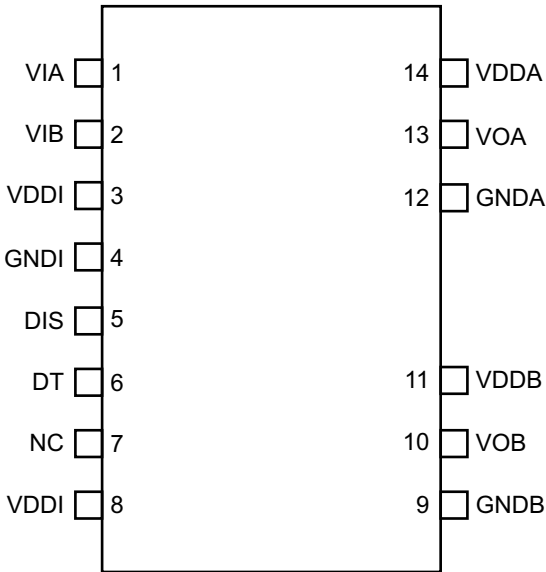 VIA 1 14 VDDA
VIB 2 13 VOA
VDDI 3 12 GNDA
GNDI 4
DIS 5
DT 6 11 VDDB
NC 7 10 VOB
VDDI 8 9 GNDB